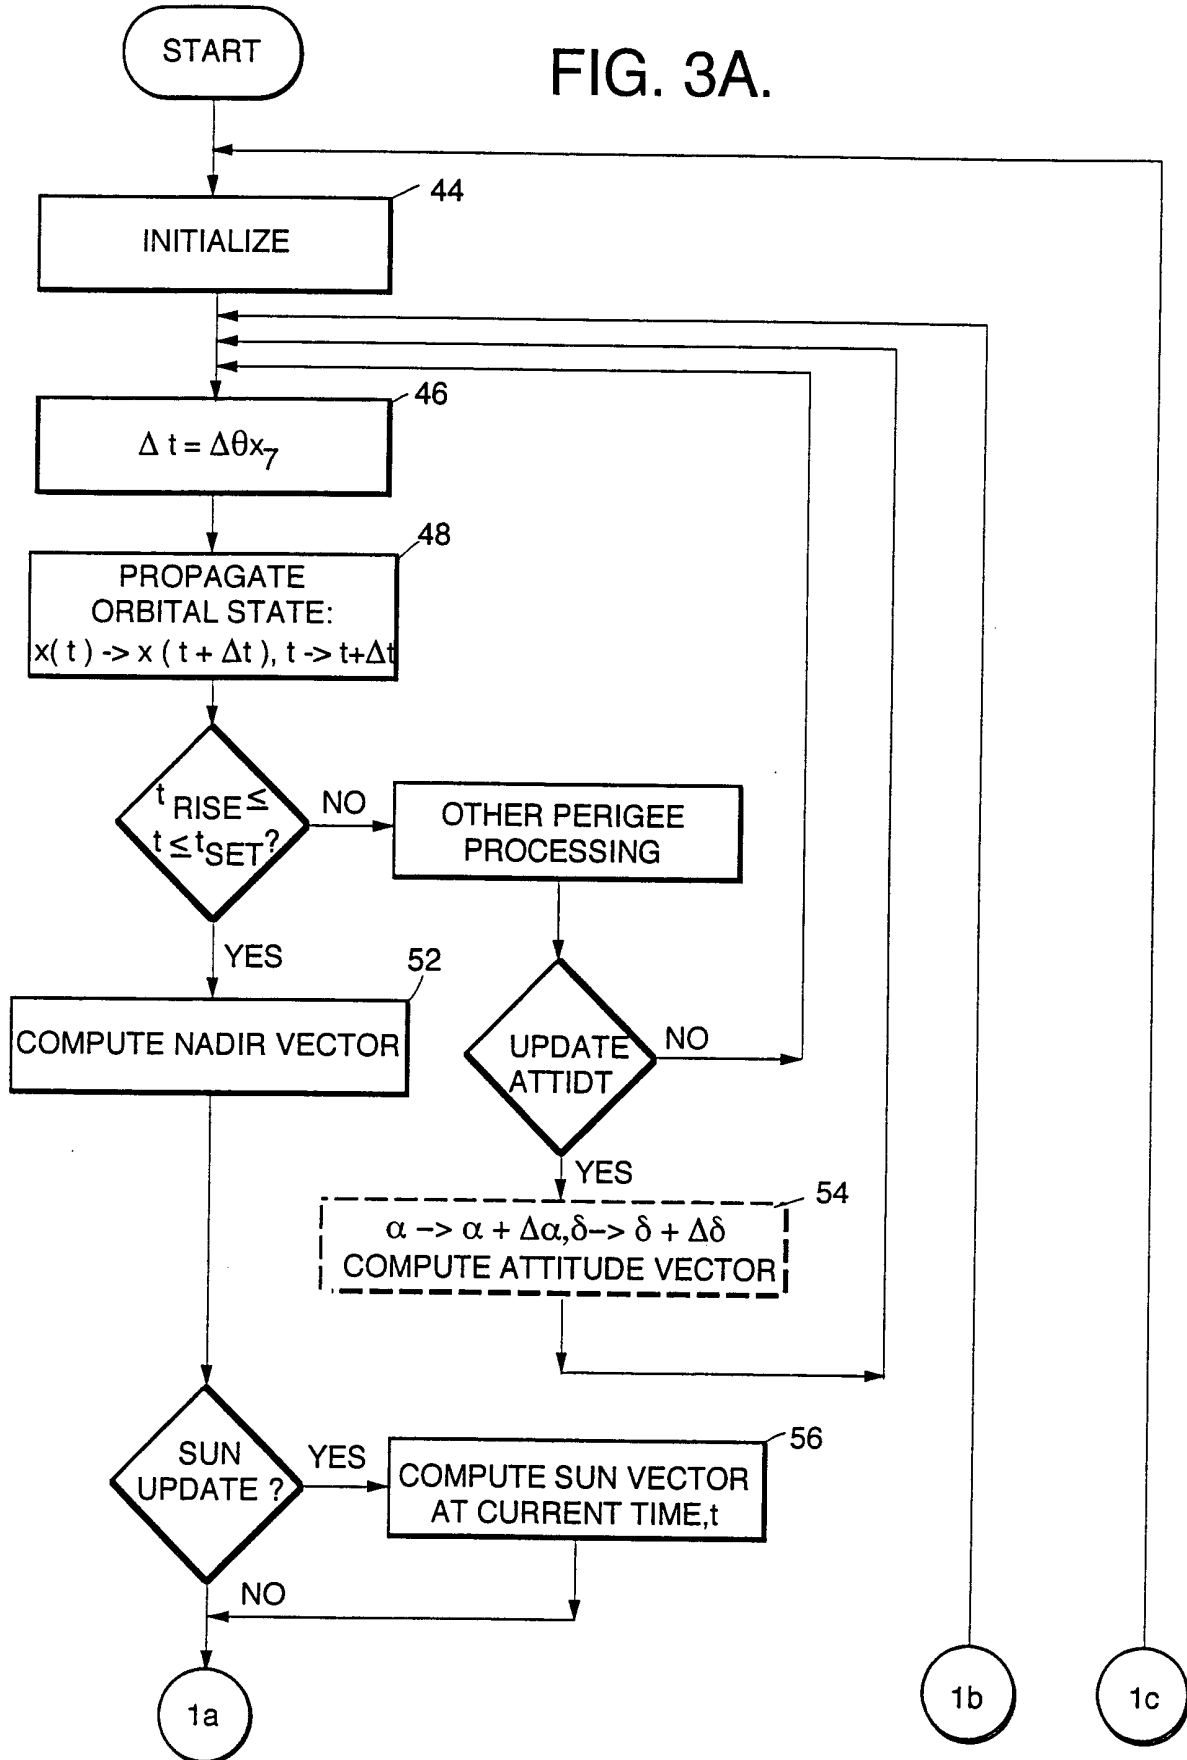 START
FIG. 3A.
44
INITIALIZE
46
Δ t = Δθx7
48
PROPAGATE
ORBITAL STATE:
x( t ) -> x ( t + Δt ), t -> t+Δt
t RISE ≤
t ≤ tSET?
NO
OTHER PERIGEE
PROCESSING
YES
52
COMPUTE NADIR VECTOR
UPDATE
ATTIDT
NO
YES
54
α -> α + Δα,δ-> δ + Δδ
COMPUTE ATTITUDE VECTOR
SUN
UPDATE ?
YES
56
COMPUTE SUN VECTOR
AT CURRENT TIME,t
NO
1a
1b
1c